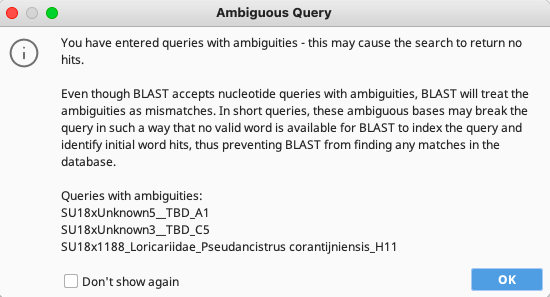 Ambiguous Query
You have entered queries with ambiguities - this may cause the search to return no
hits.
Even though BLAST accepts nucleotide queries with ambiguities, BLAST will treat the
ambiguities as mismatches. In short queries, these ambiguous bases may break the
query in such a way that no valid word is available for BLAST to index the query and
identify initial word hits, thus preventing BLAST from finding any matches in the
database.
Queries with ambiguities:
SU18xUnknown5__TBD_A1
SU18xUnknown3__TBD_C5
SU18x1188_Loricariidae_Pseudancistrus corantijniensis_H11
Don't show again
OK